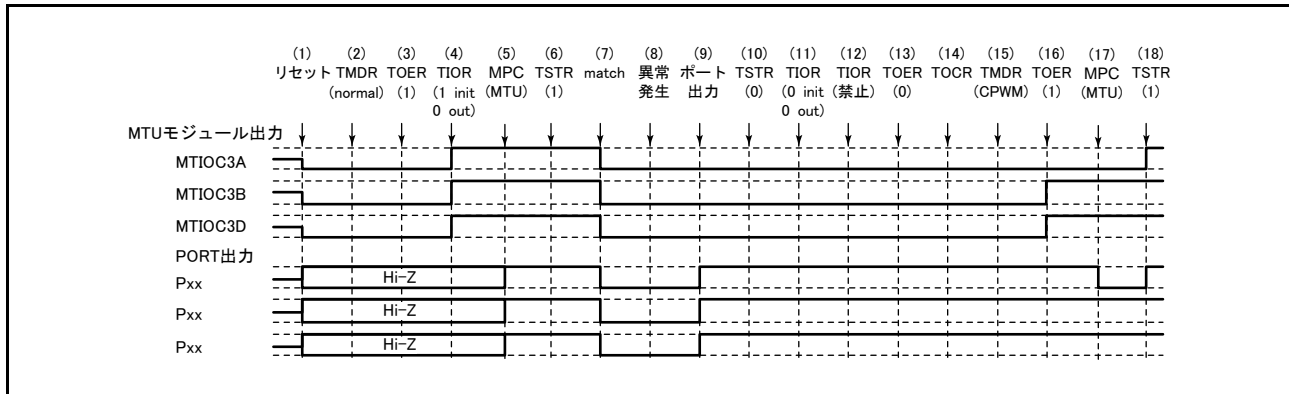 (1) (2) (3) (4) (5) (6) (7) (8) (9) (10) (11) (12) (13) (14) (15) (16) (17) (18)
リセット TMDR TOER TIOR MPC TSTR match 異常 ポート TSTR TIOR TIOR TOER TOCR TMDR TOER MPC TSTR
(normal) (1) (1 init (MTU) (1) 発生 出力 (0) (0 init (禁止) (0) (CPWM) (1) (MTU) (1)
0 out) 0 out)
MTUモジュール出力
MTIOC3A
MTIOC3B
MTIOC3D
PORT出力
Pxx Hi-Z
Pxx Hi-Z
Pxx Hi-Z